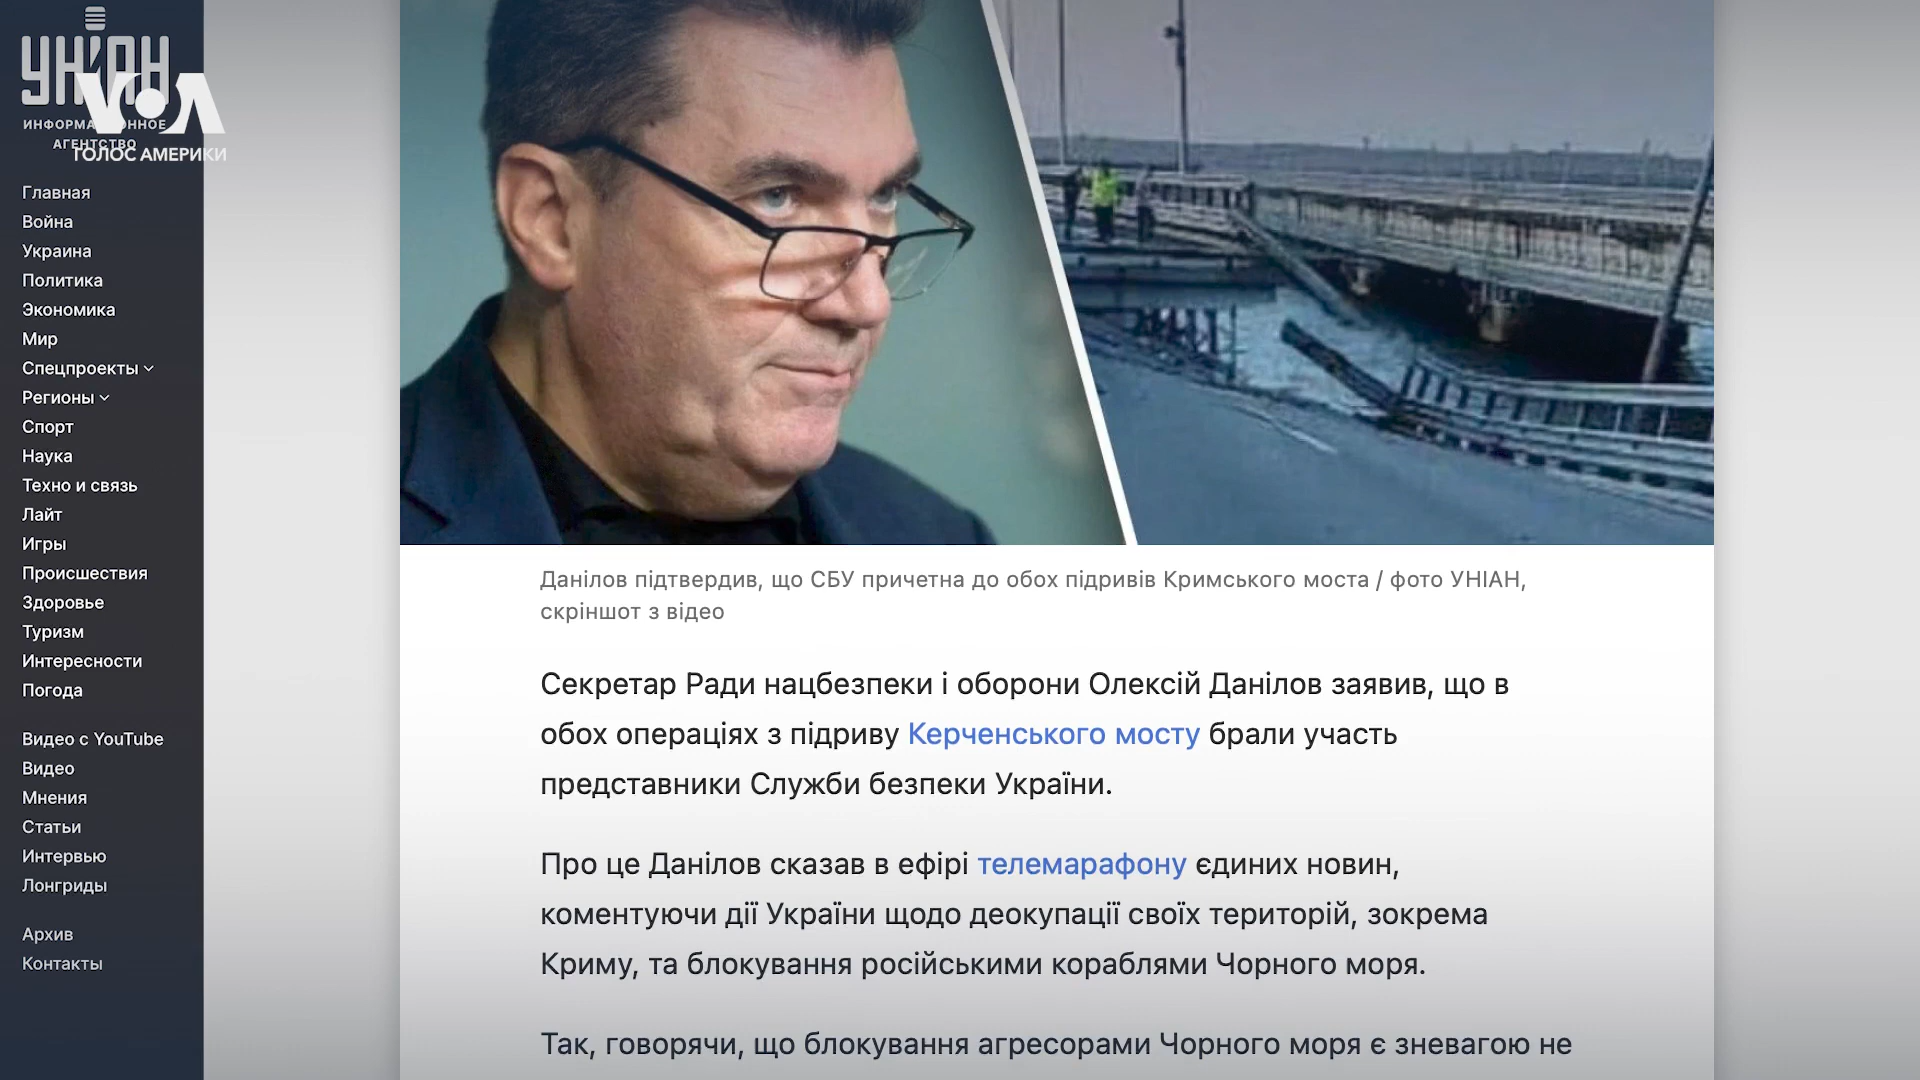 УНІАН
ИНФОРМАЦИОННОЕ
АГЕНТСТВО
VOA
ГОЛОС АМЕРИКИ
Главная
Война
Украина
Политика
Экономика
Мир
Спецпроекты
Регионы
Спорт
Наука
Техно и связь
Лайт
Игры
Происшествия
Здоровье
Туризм
Интересности
Погода
Видео с YouTube
Видео
Мнения
Статьи
Интервью
Лонгриды
Архив
Контакты
Данілов підтвердив, що СБУ причетна до обох підривів Кримського моста / фото УНІАН,
скріншот з відео
Секретар Ради нацбезпеки і оборони Олексій Данілов заявив, що в
обох операціях з підриву Керченського мосту брали участь
представники Служби безпеки України.
Про це Данілов сказав в ефірі телемарафону єдиних новин,
коментуючи дії України щодо деокупації своїх територій, зокрема
Криму, та блокування російськими кораблями Чорного моря.
Так, говорячи, що блокування агресорами Чорного моря є зневагою не